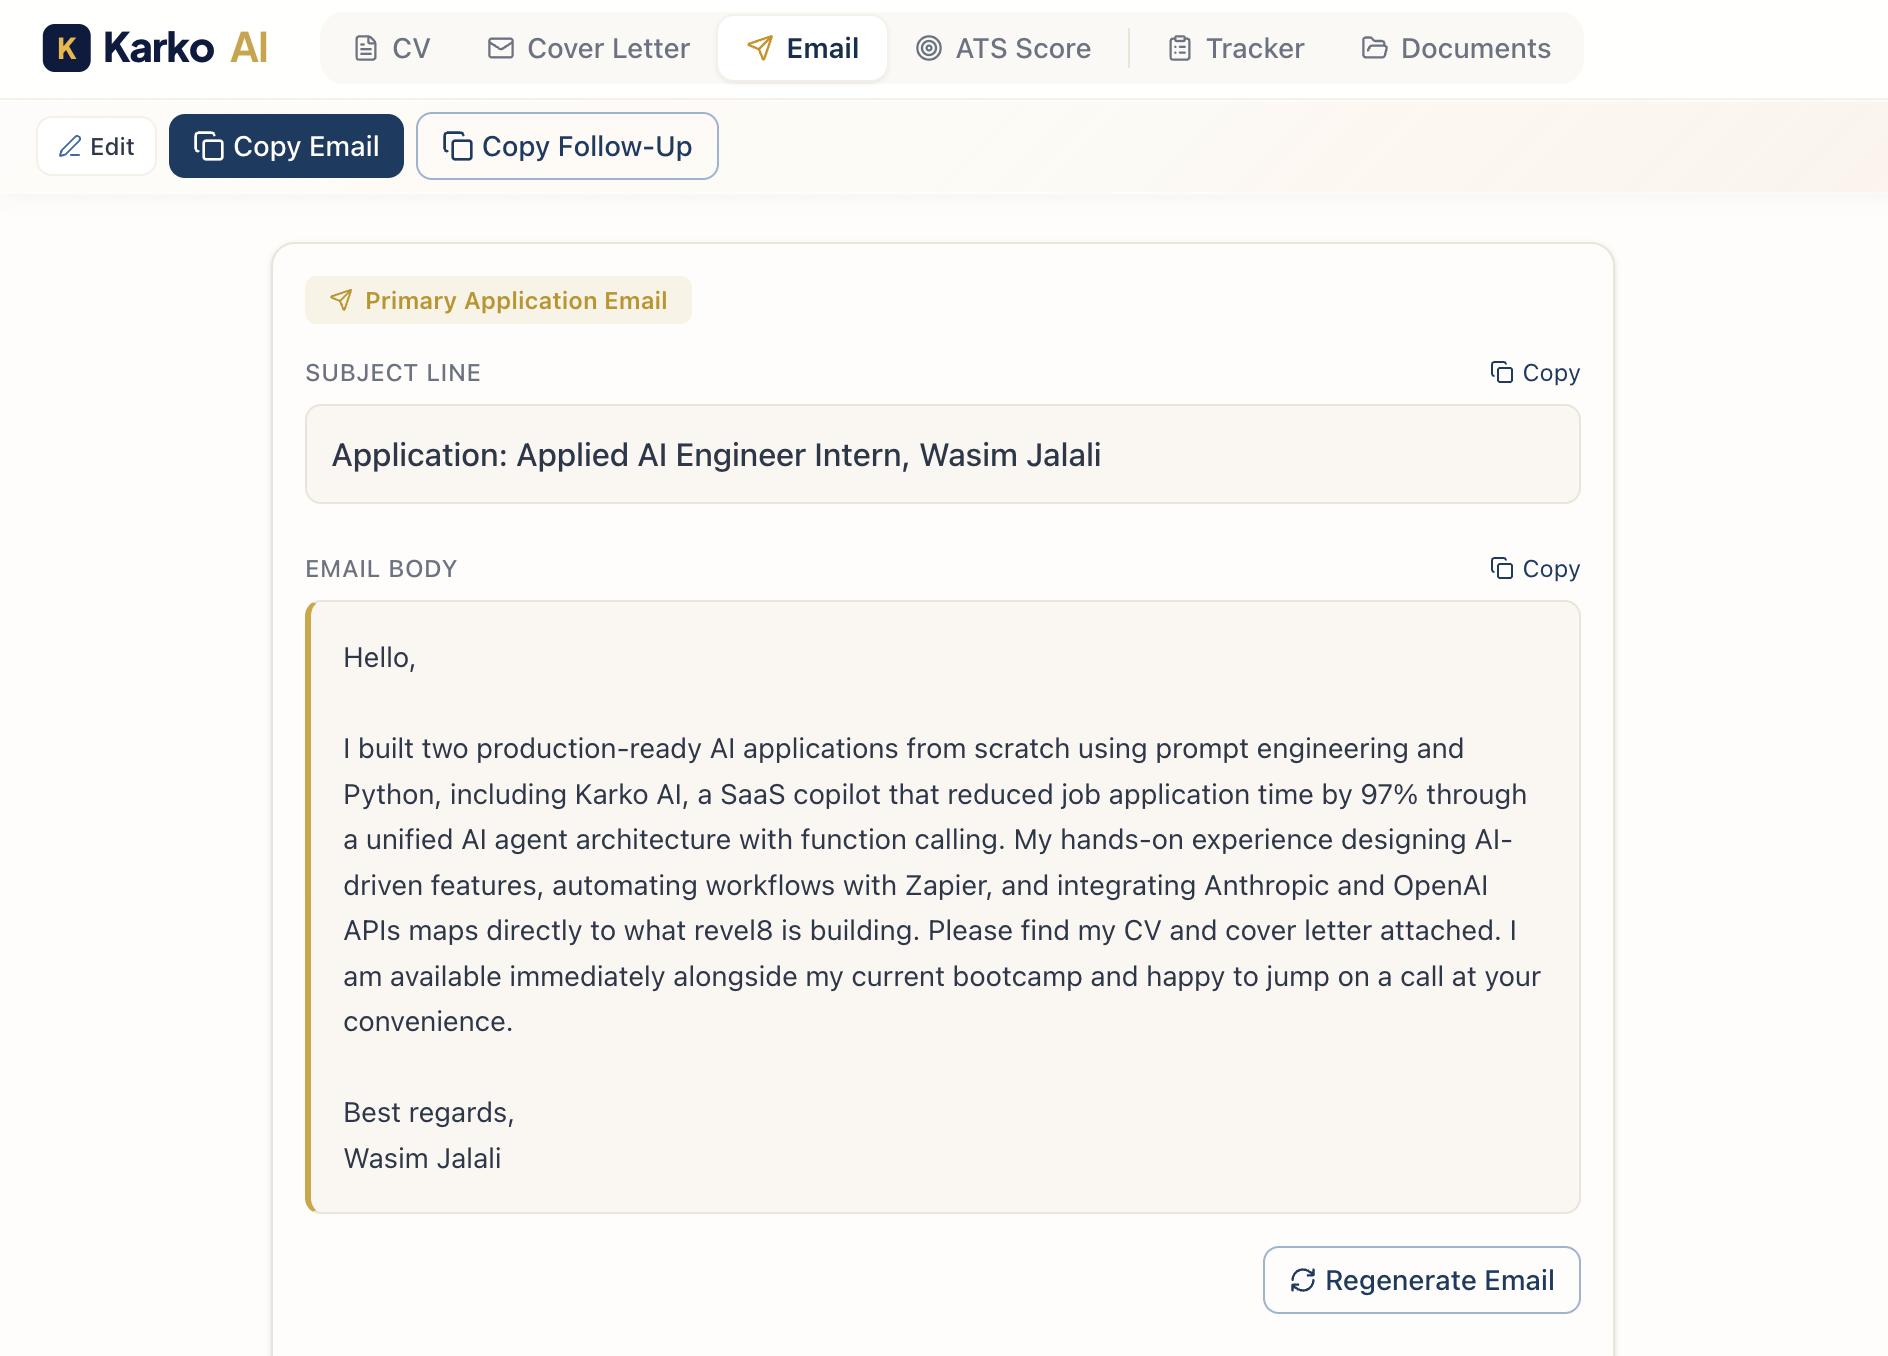 K Karko AI CV Cover Letter Email ATS Score Tracker Documents
Edit Copy Email Copy Follow-Up
Primary Application Email
SUBJECT LINE Copy
Application: Applied AI Engineer Intern, Wasim Jalali
EMAIL BODY Copy
Hello,
I built two production-ready AI applications from scratch using prompt engineering and
Python, including Karko AI, a SaaS copilot that reduced job application time by 97% through
a unified AI agent architecture with function calling. My hands-on experience designing AI-
driven features, automating workflows with Zapier, and integrating Anthropic and OpenAI
APIs maps directly to what revel8 is building. Please find my CV and cover letter attached. I
am available immediately alongside my current bootcamp and happy to jump on a call at your
convenience.
Best regards,
Wasim Jalali
Regenerate Email